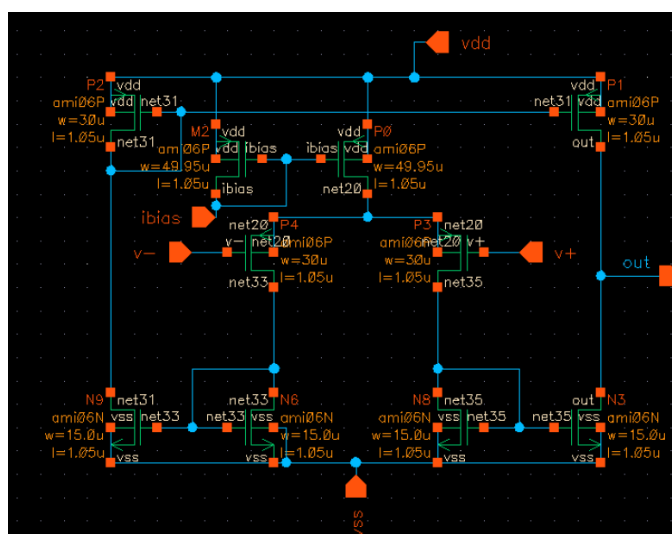 vdd
P2
vdd
ami06P
vdd
net31
w=30u
l=1.05u
net31
M2
vdd
ami06P
vdd
ibias
w=49.95u
l=1.05u
ibias
ibias
P0
vdd
ibias
vdd
ami06P
w=49.95u
l=1.05u
net20
P1
vdd
net31
vdd
ami06P
w=30u
l=1.05u
out
P4
net20
v-
v-
net20
ami06P
w=30u
l=1.05u
net33
P3
net20
net20
v+
v+
w=30u
l=1.05u
net35
out
N9
net31
ami06N
vss
net33
w=15.0u
l=1.05u
vss
N6
net33
net33
vss
ami06N
w=15.0u
l=1.05u
vss
N8
net35
ami06N
vss
net35
w=15.0u
l=1.05u
vss
N3
out
net35
vss
ami06N
w=15.0u
l=1.05u
vss
vss